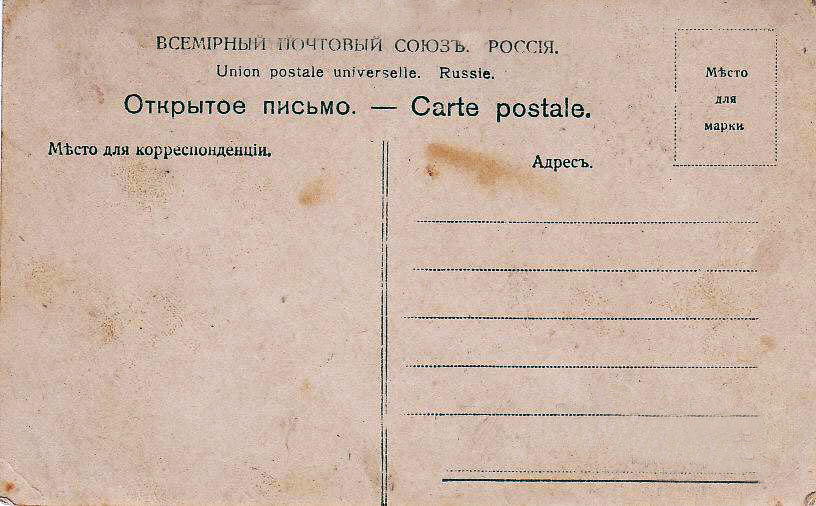 ВСЕМІРНЫЙ ПОЧТОВЫЙ СОЮЗЪ. РОССІЯ.
Union postale universelle. Russie.
Открытое письмо. — Carte postale.
Мѣсто для корреспонденціи.
Адресъ.
Мѣсто
для
марки